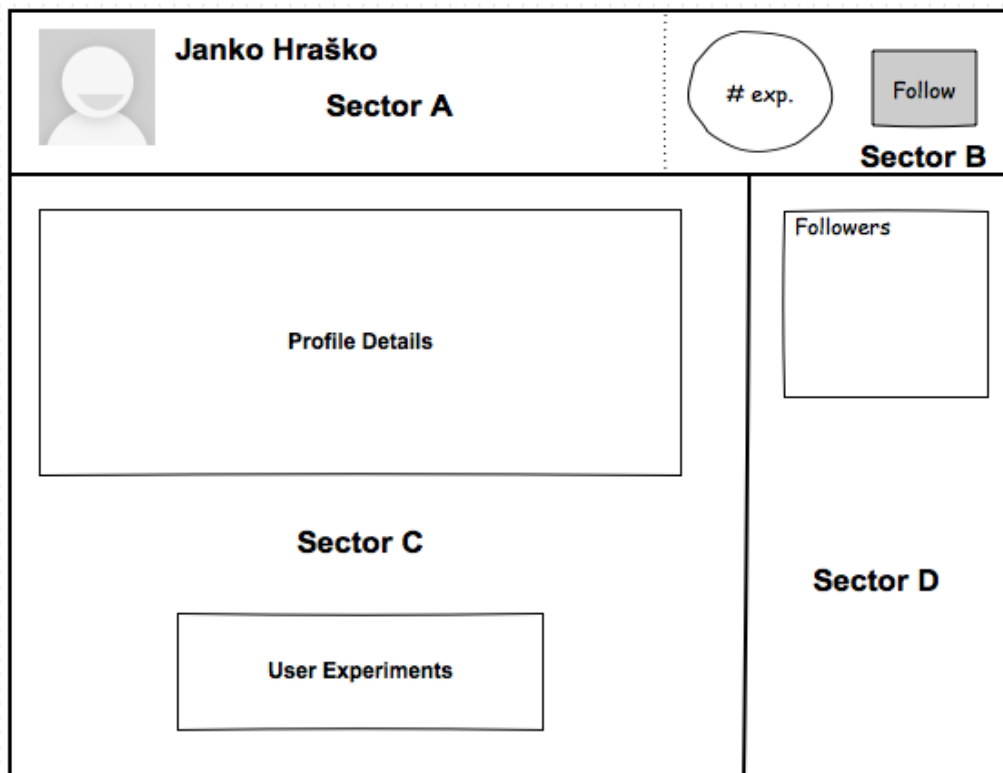 Janko Hraško
Sector A
# exp.
Follow
Sector B
Profile Details
Sector C
User Experiments
Followers
Sector D